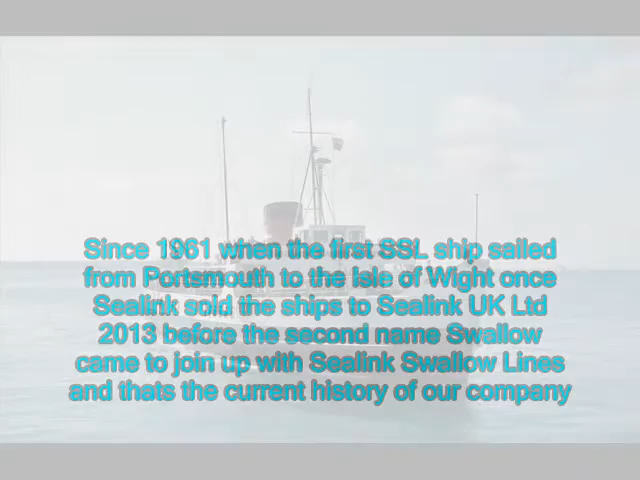 Since 1961 when the first SSL ship sailed
from Portsmouth to the Isle of Wight once
Sealink sold the ships to Sealink UK Ltd
2013 before the second name Swallow
came to join up with Sealink Swallow Lines
and thats the current history of our company